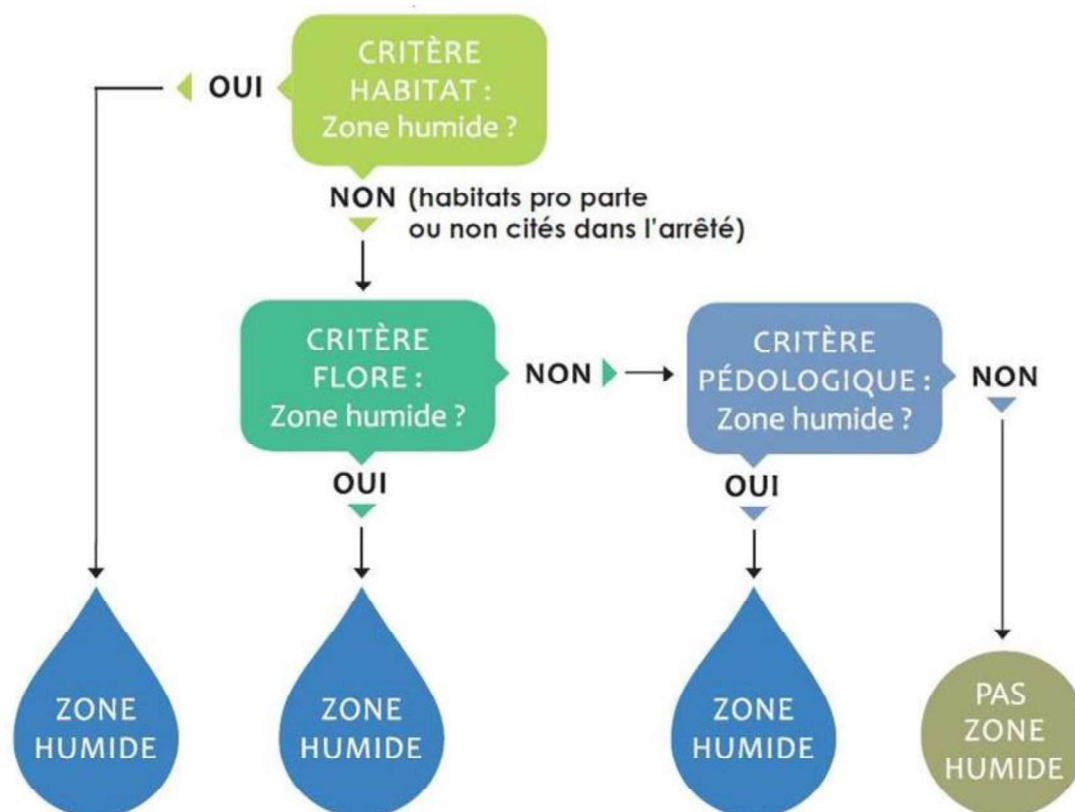 CRITÈRE
HABITAT :
Zone humide ?
OUI
NON (habitats pro parte
ou non cités dans l'arrêté)
CRITÈRE
FLORE :
Zone humide ?
NON
CRITÈRE
PÉDOLOGIQUE :
Zone humide ?
NON
OUI
OUI
ZONE
HUMIDE
ZONE
HUMIDE
ZONE
HUMIDE
PAS
ZONE
HUMIDE